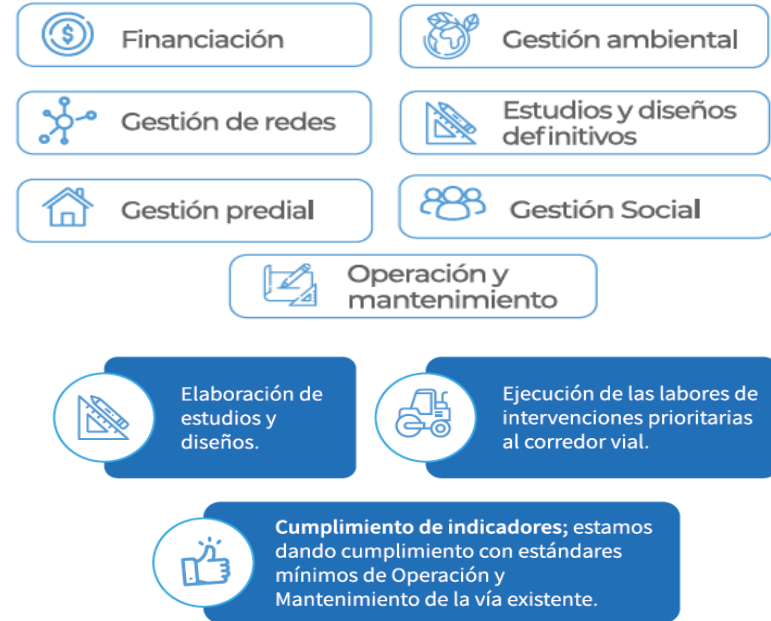 Financiación
Gestión ambiental
Gestión de redes
Estudios y diseños
definitivos
Gestión predial
Gestión Social
Operación y
mantenimiento
Elaboración de
estudios y
diseños.
Ejecución de las labores de
intervenciones prioritarias
al corredor vial.
Cumplimiento de indicadores; estamos
dando cumplimiento con estándares
mínimos de Operación y
Mantenimiento de la vía existente.